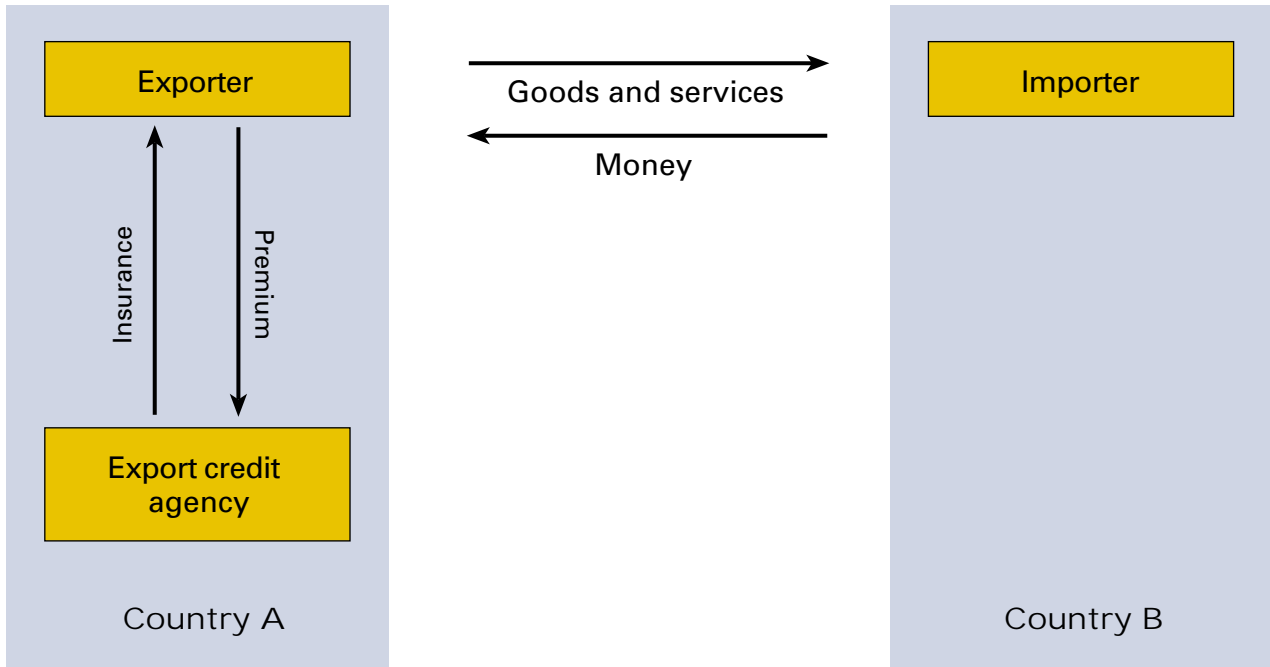 Exporter
Goods and services
Money
Importer
Insurance
Premium
Export credit
agency
Country A
Country B